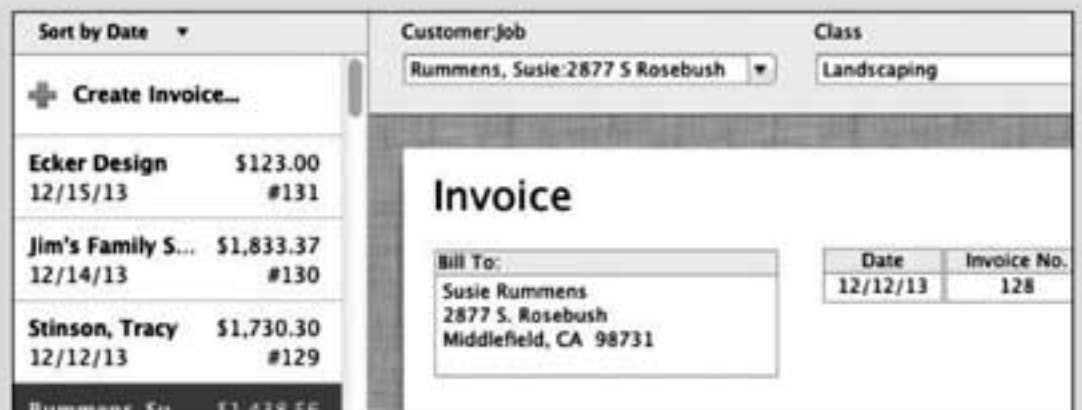 Sort by Date
Create Invoice...
Ecker Design $123.00
12/15/13 #131
Jim's Family S... $1,833.37
12/14/13 #130
Stinson, Tracy $1,730.30
12/12/13 #129
Rummens, Su...
Customer:Job
Rummens, Susie:2877 S Rosebush
Class
Landscaping
Invoice
Bill To:
Susie Rummens
2877 S. Rosebush
Middlefield, CA 98731
Date Invoice No.
12/12/13 128